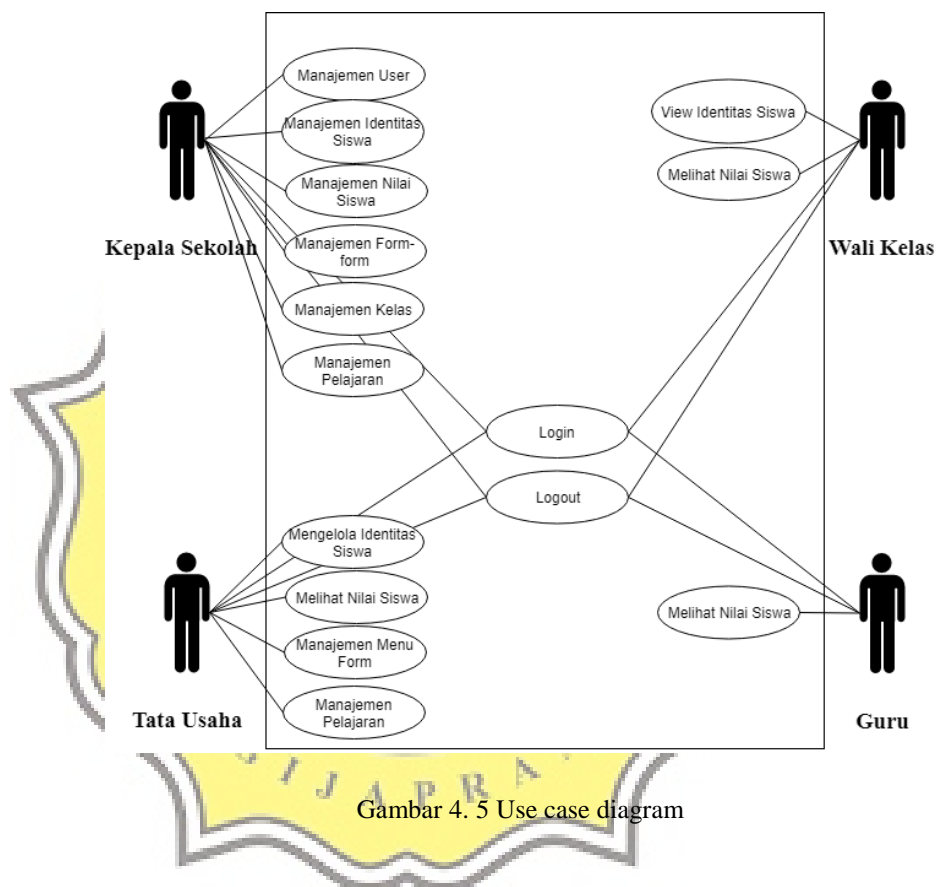 Manajemen User
Manajemen Identitas
Siswa
Manajemen Nilai
Siswa
Manajemen Form-
form
Manajemen Kelas
Manajemen
Pelajaran
Kepala Sekolah
View Identitas Siswa
Melihat Nilai Siswa
Wali Kelas
Login
Logout
Mengelola Identitas
Siswa
Melihat Nilai Siswa
Manajemen Menu
Form
Manajemen
Pelajaran
Tata Usaha
Melihat Nilai Siswa
Guru
GIJAPRA
Gambar 4. 5 Use case diagram